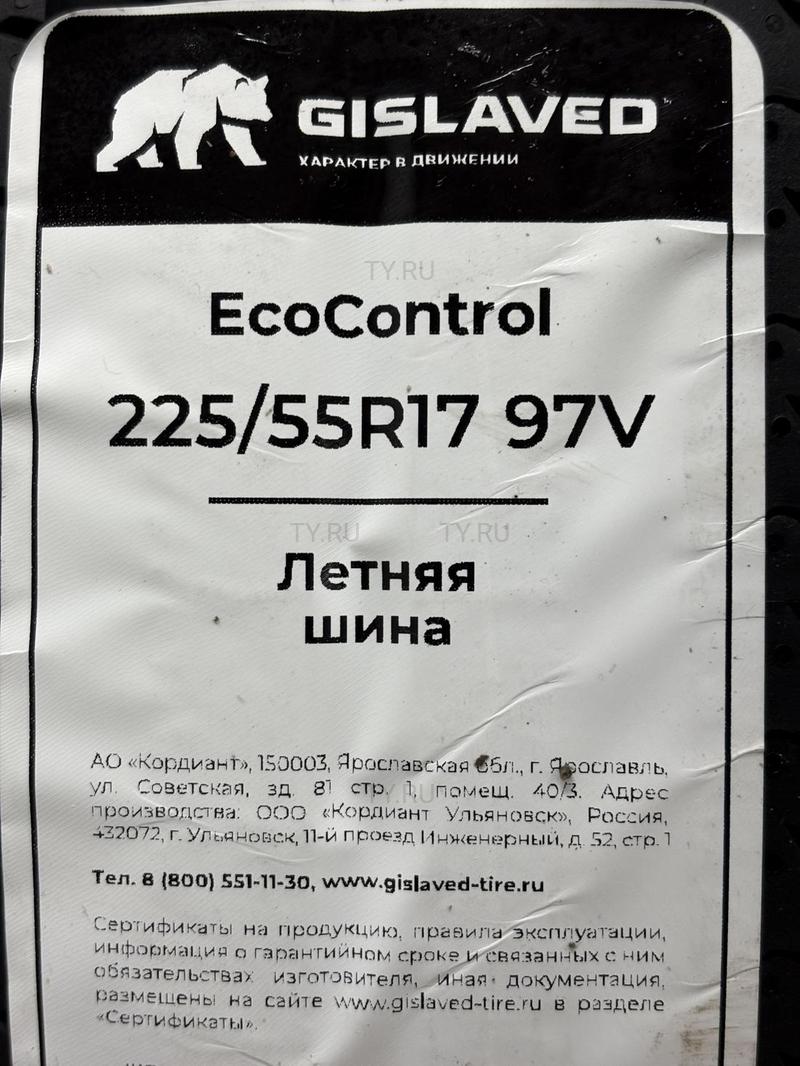 GISLAVED
ХАРАКТЕР В ДВИЖЕНИИ
TY.RU
EcoControl
225/55R17 97V
TY.RU TY.RU
Летняя
шина
АО «Кордиант», 150003, Ярославская обл., г. Ярославль,
ул. Советская, зд. 81 стр. 1, помещ. 40/3. Адрес
TY.RU
производства: ООО «Кордиант Ульяновск», Россия,
432072, г. Ульяновск, 11-й проезд Инженерный, д. 52, стр. 1
Тел. 8 (800) 551-11-30, www.gislaved-tire.ru
Сертификаты на продукцию, правила эксплуатации,
информация о гарантийном сроке и связанных с ним
обязательствах изготовителя, иная документация,
размещены на сайте www.gislaved-tire.ru в разделе
«Сертификаты».